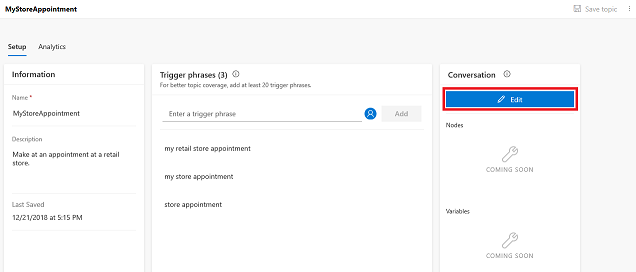 MyStoreAppointment
Save topic
Setup Analytics
Information
Name *
MyStoreAppointment
Description
Make at an appointment at a retail
store.
Last Saved
12/21/2018 at 5:15 PM
Trigger phrases (3)
For better topic coverage, add at least 20 trigger phrases.
Enter a trigger phrase
Add
my retail store appointment
my store appointment
store appointment
Conversation
Edit
Nodes
COMING SOON
Variables
COMING SOON